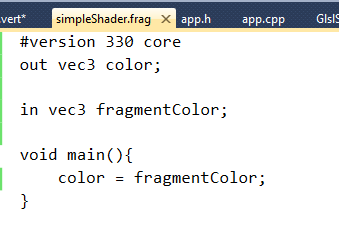 .vert* simpleShader.frag × app.h app.cpp GlslS
#version 330 core
out vec3 color;
in vec3 fragmentColor;
void main(){
color = fragmentColor;
}